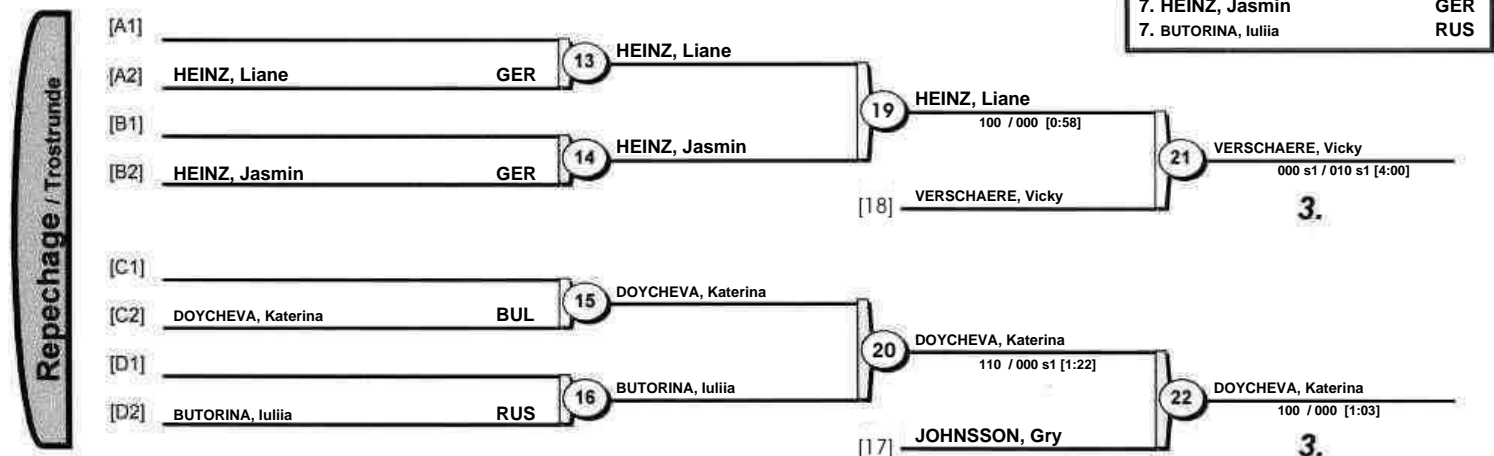 7. HEINZ, Jasmin GER
7. BUTORINA, Iuliia RUS
Repechage / Trostrunde
[A1]
[A2] HEINZ, Liane GER
13 HEINZ, Liane
[B1]
[B2] HEINZ, Jasmin GER
14 HEINZ, Jasmin
19 HEINZ, Liane
100 / 000 [0:58]
[18] VERSCHAERE, Vicky
21 VERSCHAERE, Vicky
000 s1 / 010 s1 [4:00]
3.
[C1]
[C2] DOYCHEVA, Katerina BUL
15 DOYCHEVA, Katerina
[D1]
[D2] BUTORINA, Iuliia RUS
16 BUTORINA, Iuliia
20 DOYCHEVA, Katerina
110 / 000 s1 [1:22]
[17] JOHNSSON, Gry
22 DOYCHEVA, Katerina
100 / 000 [1:03]
3.